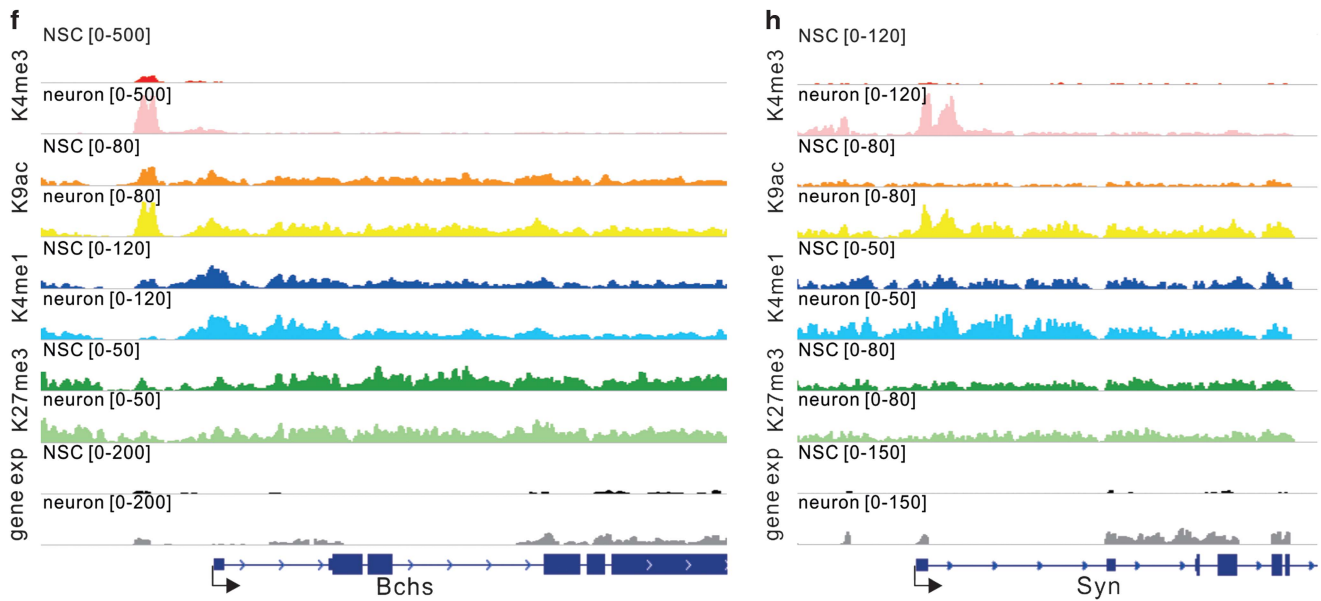 f
K4me3
NSC [0-500]
neuron [0-500]
K9ac
NSC [0-80]
neuron [0-80]
K4me1
NSC [0-120]
neuron [0-120]
K27me3
NSC [0-50]
neuron [0-50]
gene exp
NSC [0-200]
neuron [0-200]
Bchs
h
K4me3
NSC [0-120]
neuron [0-120]
K9ac
NSC [0-80]
neuron [0-80]
K4me1
NSC [0-50]
neuron [0-50]
K27me3
NSC [0-80]
neuron [0-80]
gene exp
NSC [0-150]
neuron [0-150]
Syn